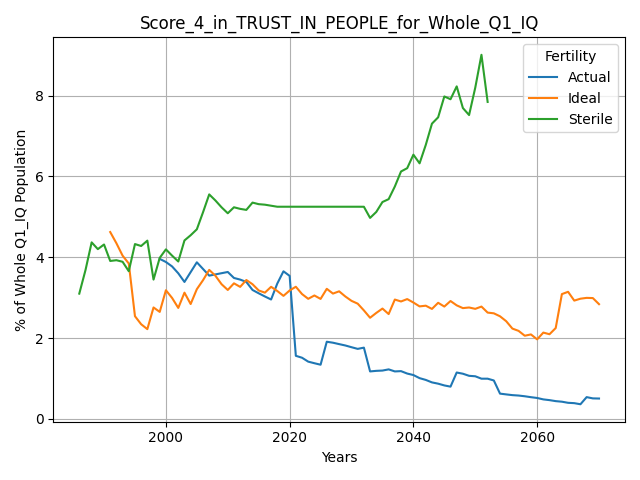 Score_4_in_TRUST_IN_PEOPLE_for_Whole_Q1_IQ
Fertility
Actual
Ideal
Sterile
% of Whole Q1_IQ Population
8
6
4
2
0
2000
2020
2040
2060
Years